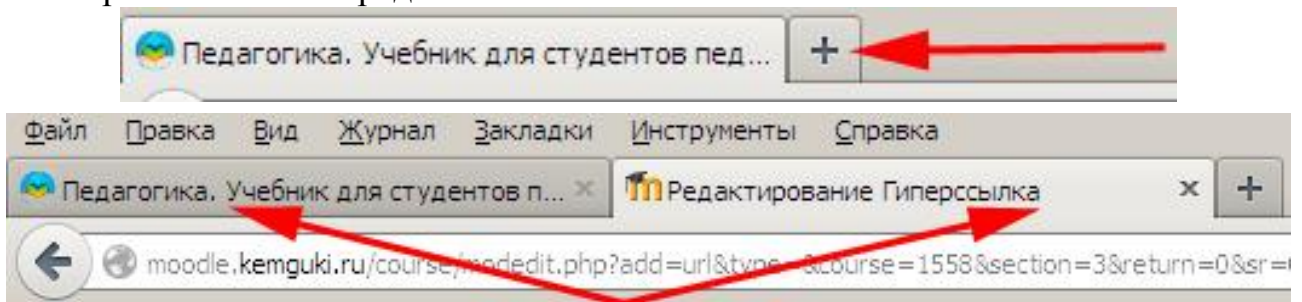 Педагогика. Учебник для студентов пед... +
Файл Правка Вид Журнал Закладки Инструменты Справка
Педагогика. Учебник для студентов п... × Редактирование Гиперссылка × +
moodle.kemguki.ru/course/modedit.php?add=url&type= &course=1558&section=3&return=0&sr=